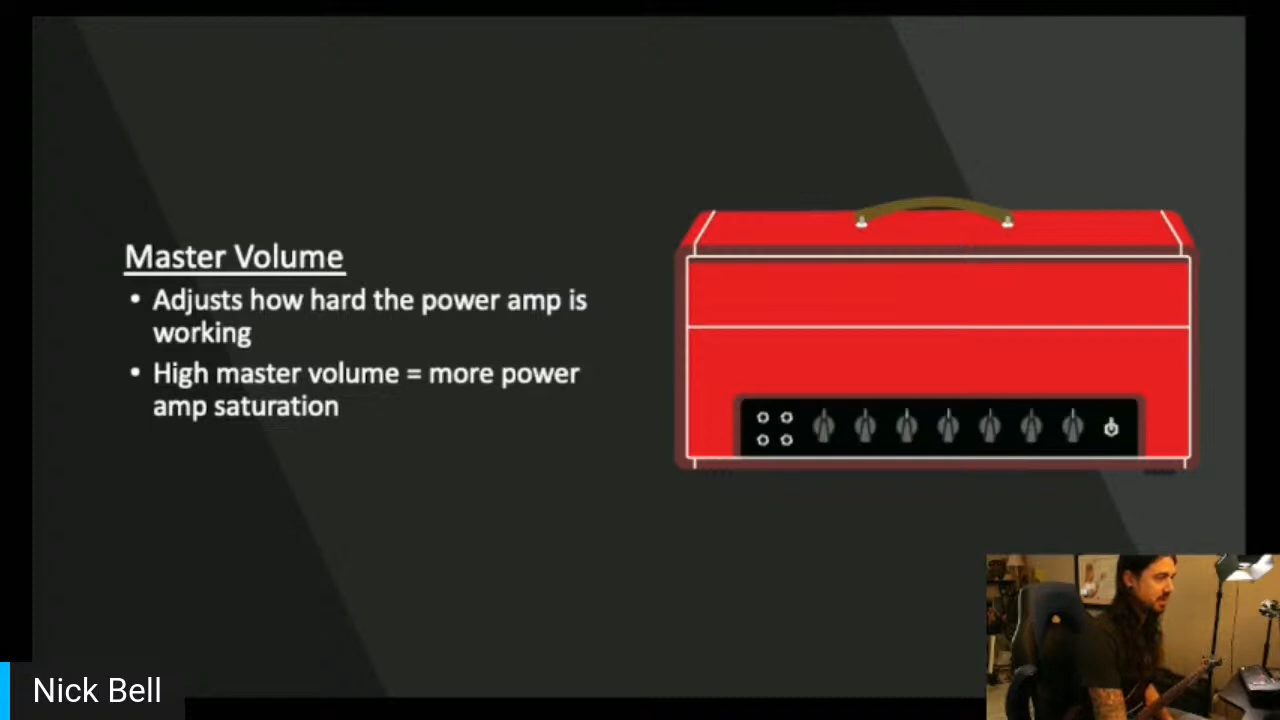 Master Volume
• Adjusts how hard the power amp is
working
• High master volume = more power
amp saturation
Nick Bell